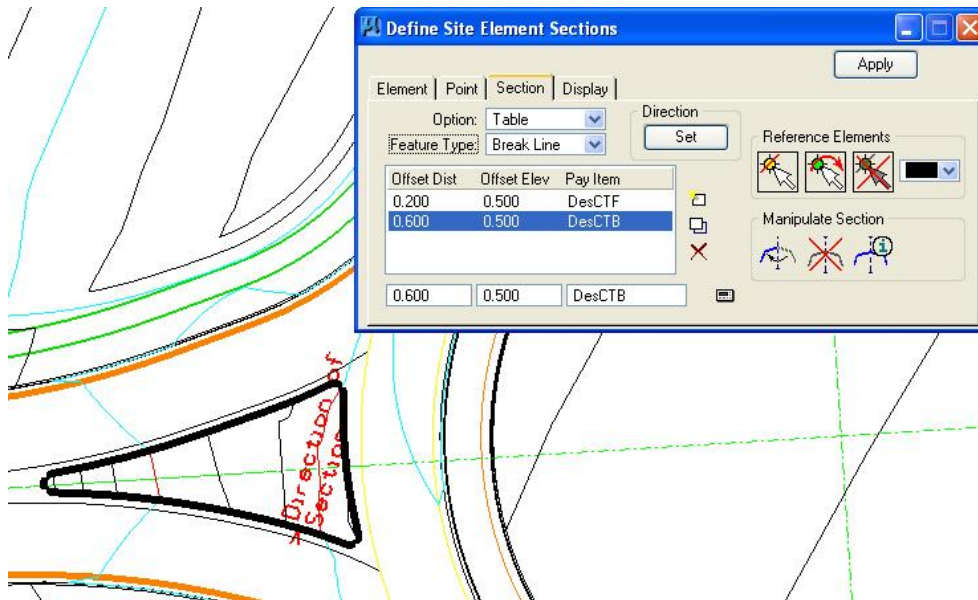 Define Site Element Sections
Apply
Element Point Section Display
Option: Table
Feature Type: Break Line
Direction
Set
Reference Elements
Offset Dist Offset Elev Pay Item
0.200 0.500 DesCTF
0.600 0.500 DesCTB
Manipulate Section
0.600 0.500 DesCTB
Direction of
Section